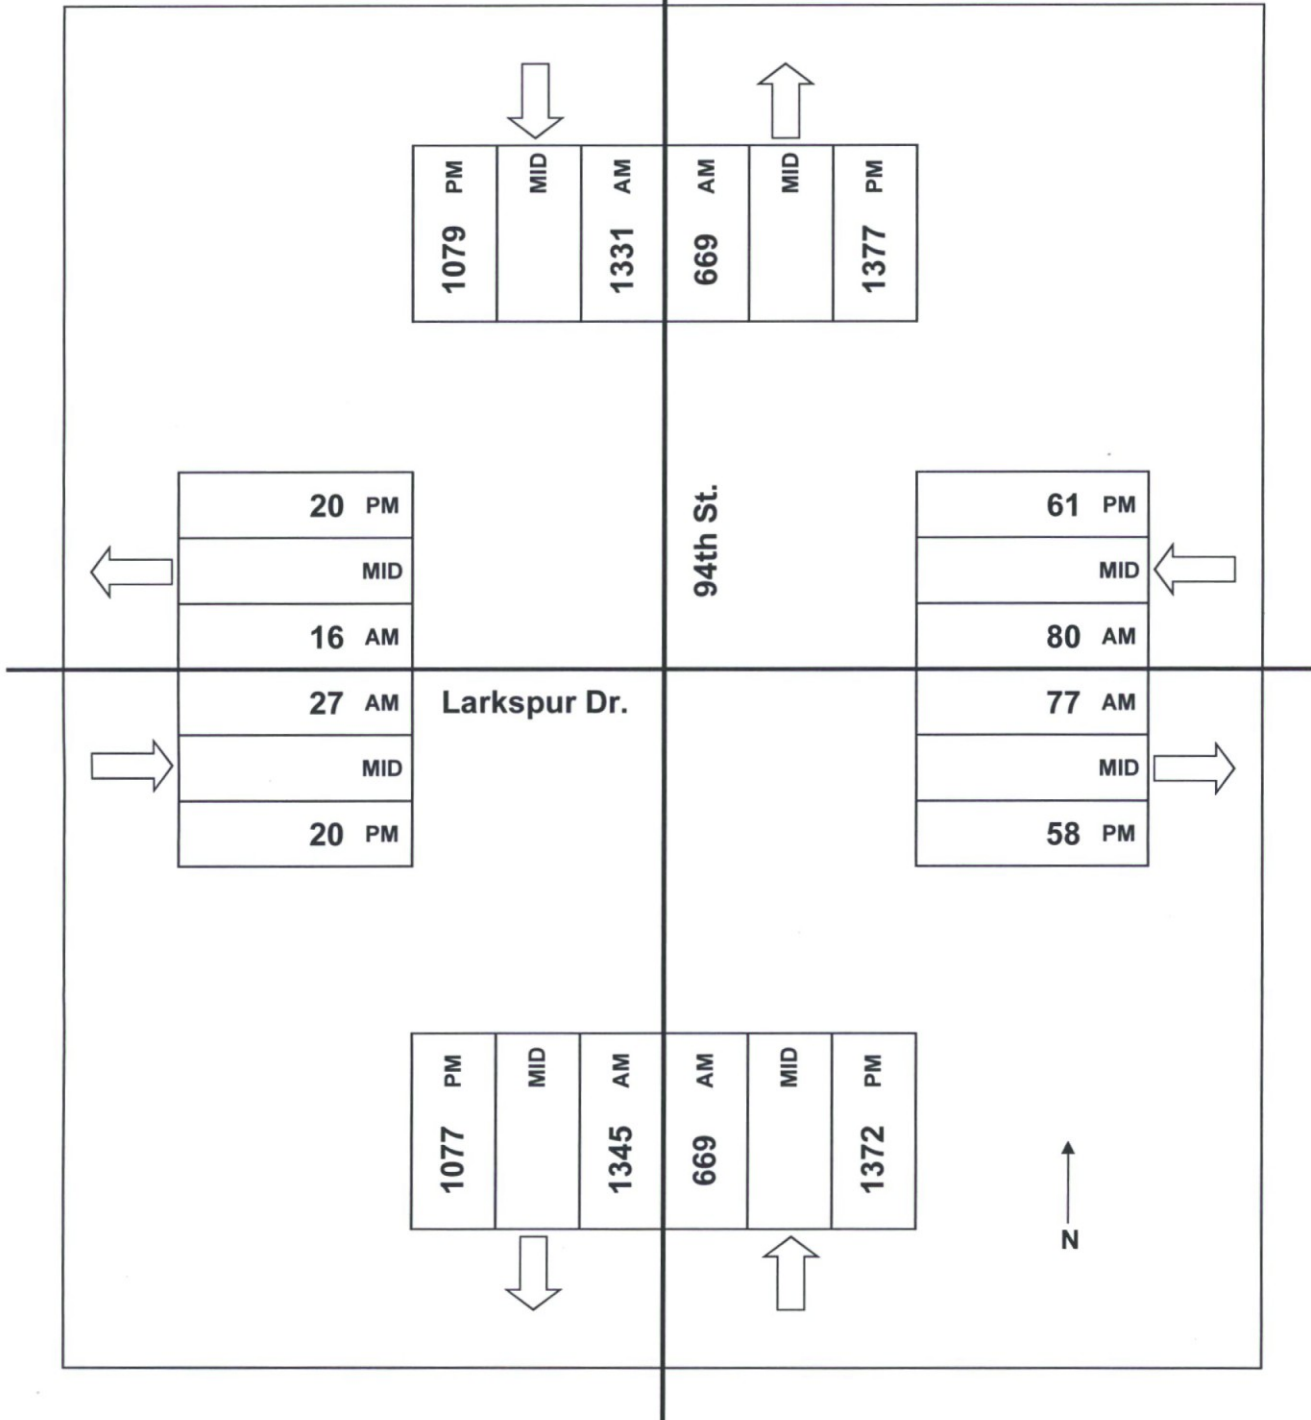 PM MID AM AM MID PM
1079 1331 669 1377
94th St.
20 PM
MID
16 AM
61 PM
MID
80 AM
27 AM
MID
20 PM
Larkspur Dr.
77 AM
MID
58 PM
PM MID AM AM MID PM
1077 1345 669 1372
N